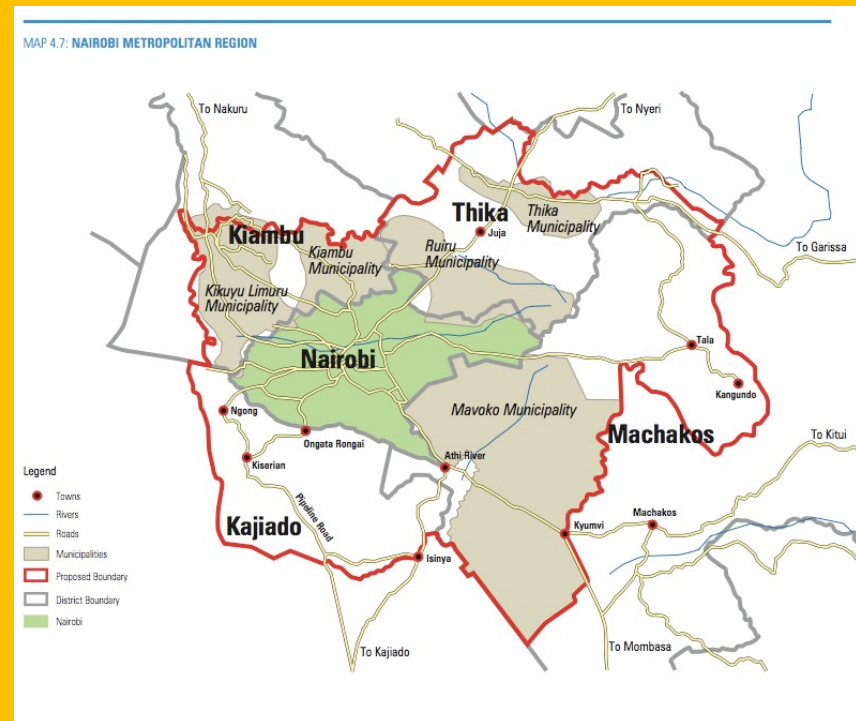 MAP 4.7: NAIROBI METROPOLITAN REGION
To Nakuru
To Nyeri
Thika
Thika
Municipality
Juja
Kiambu
Kiambu
Municipality
Ruiru
Municipality
To Garissa
Kikuyu Limuru
Municipality
Nairobi
Tala
Kangundo
Ngong
Mavoko Municipality
Ongata Rongai
Machakos
To Kitui
Kiserian
Athi River
Legend
Towns
Rivers
Roads
Municipalities
Proposed Boundary
District Boundary
Nairobi
Pipeline Road
Kajiado
Machakos
Kyumvi
Isinya
To Kajiado
To Mombasa